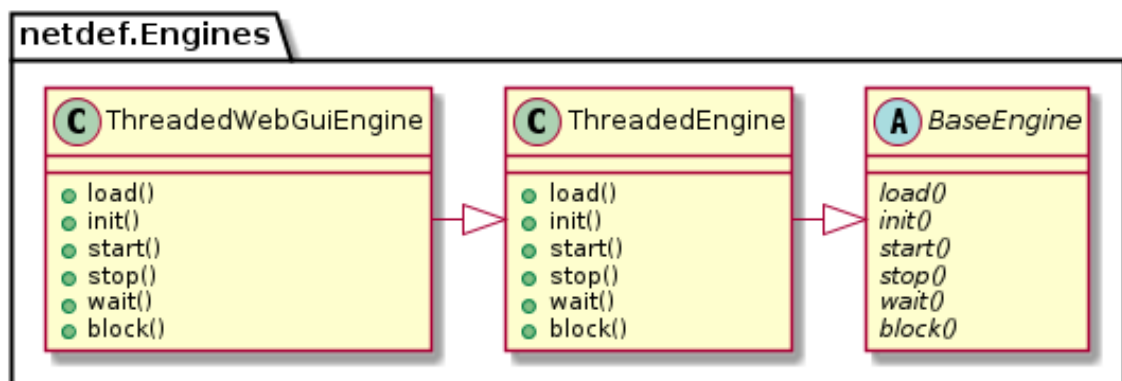 netdef.Engines
C ThreadedWebGuiEngine
load()
init()
start()
stop()
wait()
block()
C ThreadedEngine
load()
init()
start()
stop()
wait()
block()
A BaseEngine
load()
init()
start()
stop()
wait()
block()